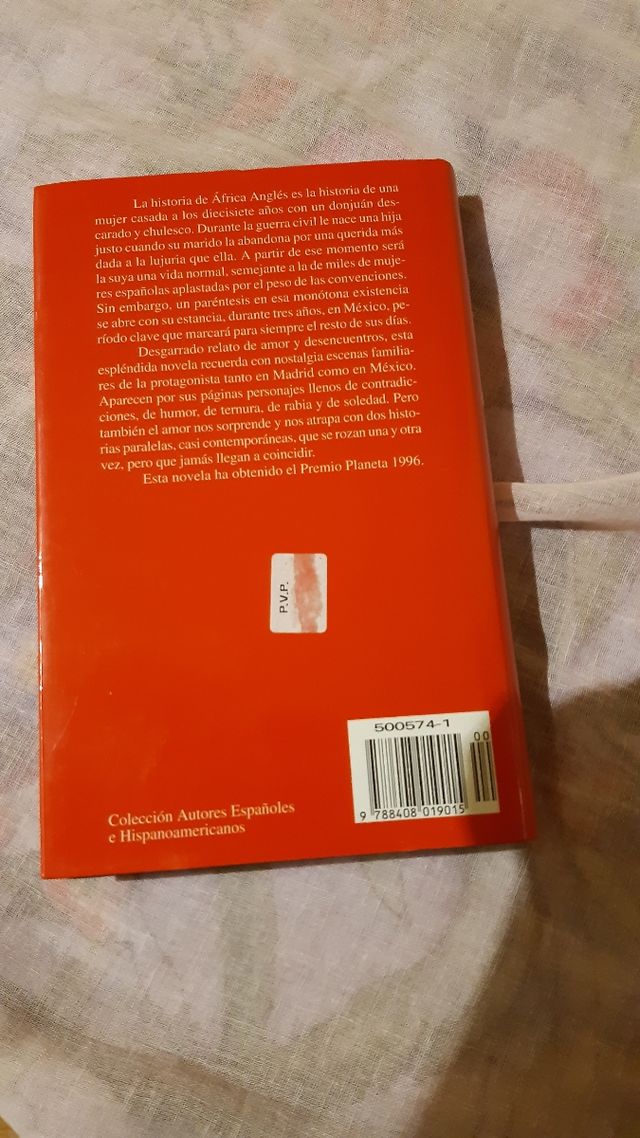 La historia de África Anglés es la historia de una
mujer casada a los diecisiete años con un donjuán des-
carado y chulesco. Durante la guerra civil le nace una hija
justo cuando su marido la abandona por una querida más
dada a la lujuria que ella. A partir de ese momento será
la suya una vida normal, semejante a la de miles de muje-
res españolas aplastadas por el peso de las convenciones.
Sin embargo, un paréntesis en esa monótona existencia
se abre con su estancia, durante tres años, en México, pe-
ríodo clave que marcará para siempre el resto de sus días.
Desgarrado relato de amor y desencuentros, esta
espléndida novela recuerda con nostalgia escenas familia-
res de la protagonista tanto en Madrid como en México.
Aparecen por sus páginas personajes llenos de contradic-
ciones, de humor, de ternura, de rabia y de soledad. Pero
también el amor nos sorprende y nos atrapa con dos histo-
rias paralelas, casi contemporáneas, que se rozan una y otra
vez, pero que jamás llegan a coincidir.
Esta novela ha obtenido el Premio Planeta 1996.
P.V.P.
500574-1
00
9 788408 019015
Colección Autores Españoles
e Hispanoamericanos